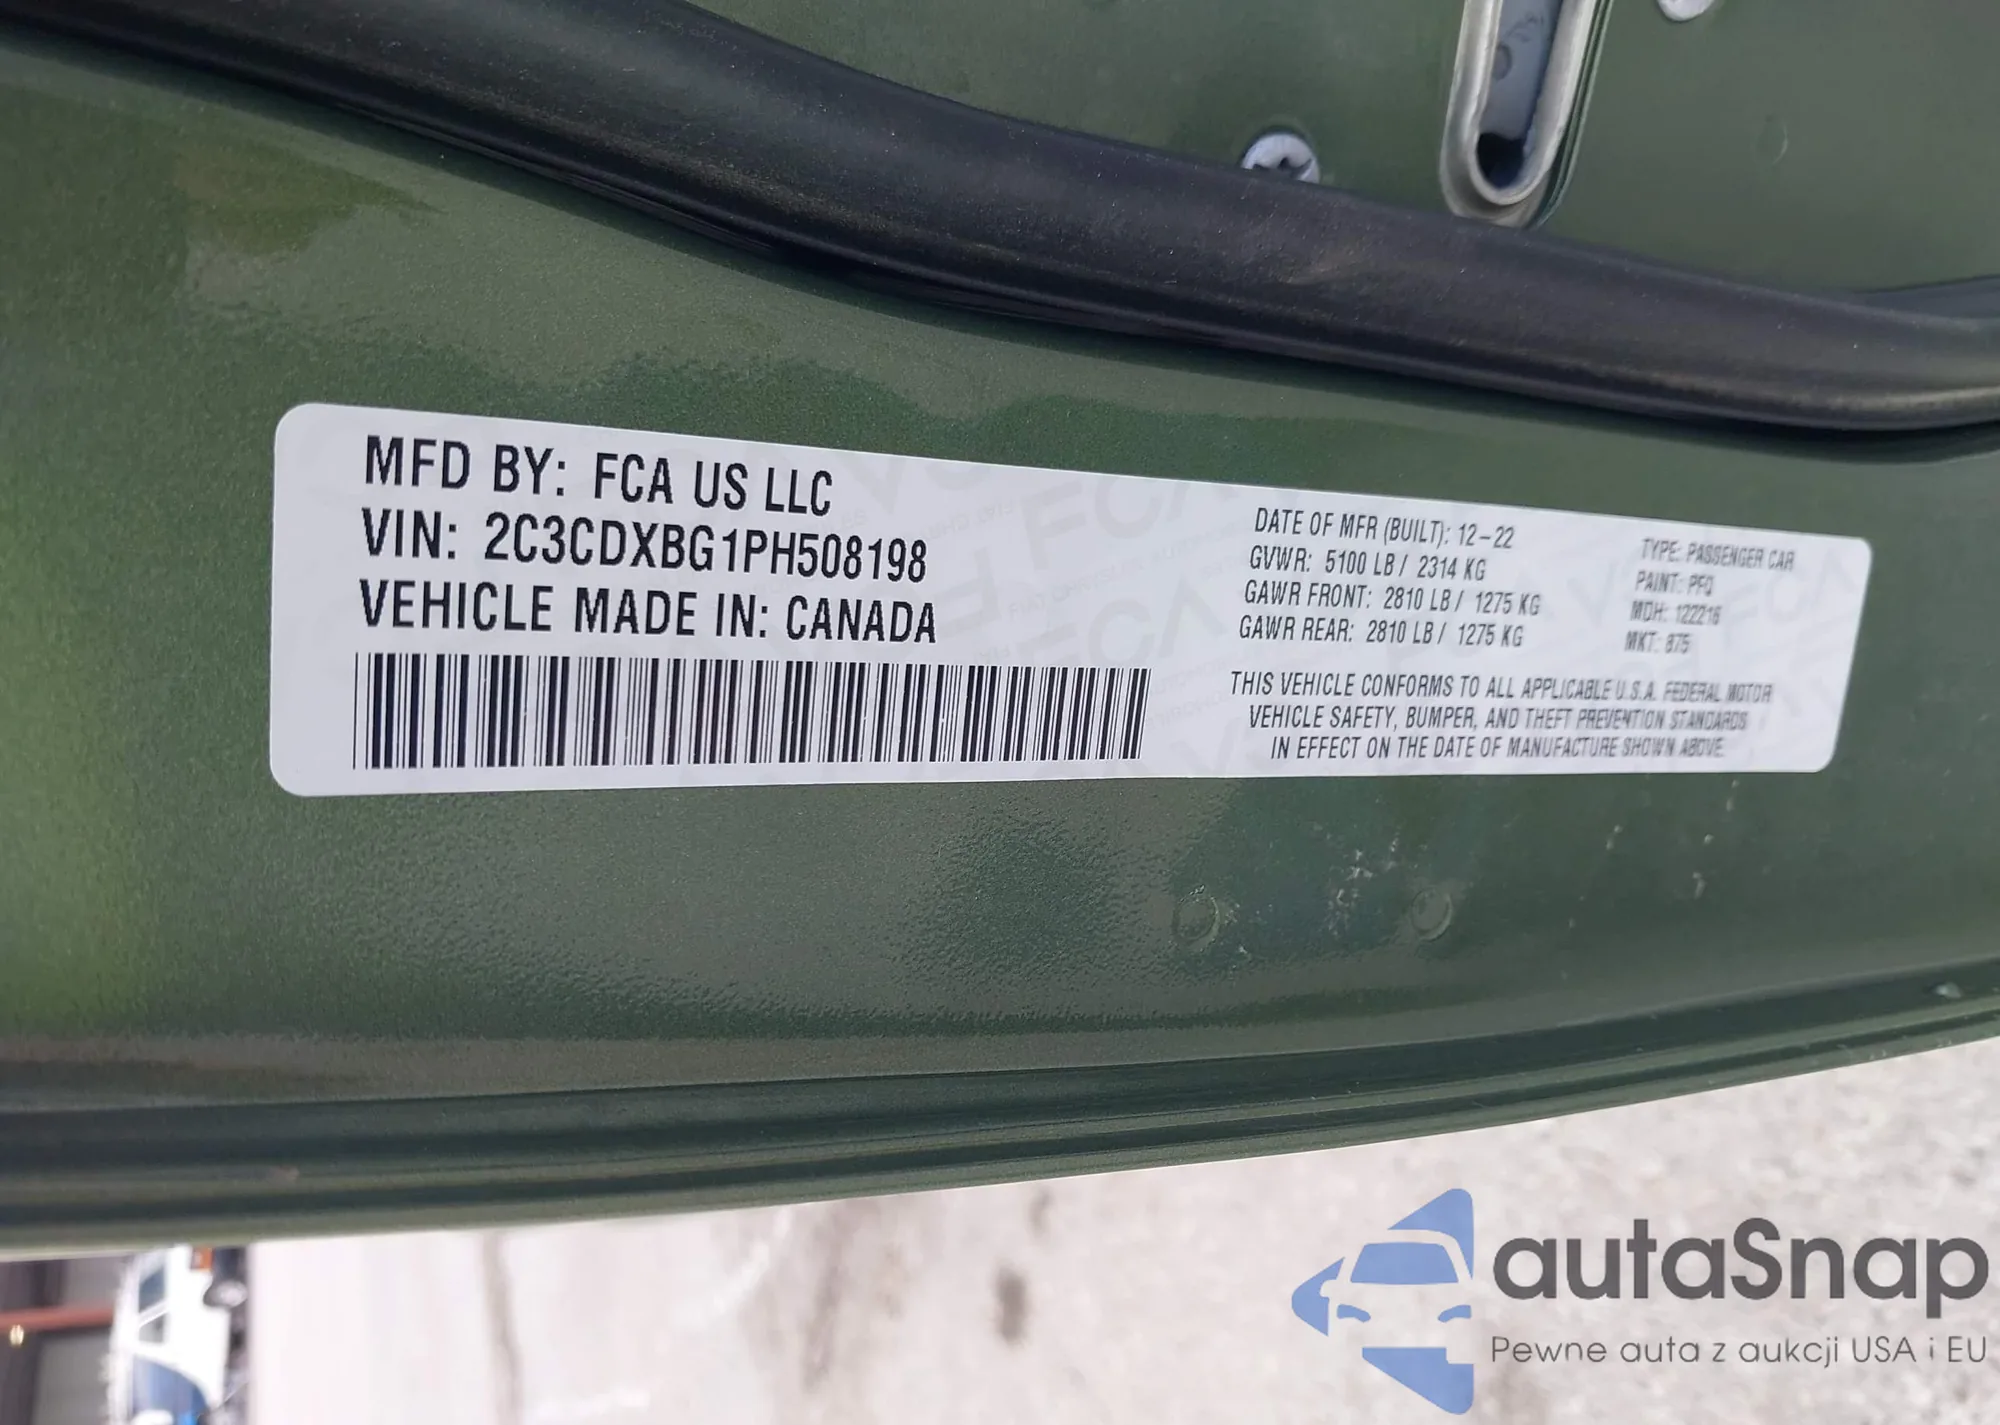 MFD BY: FCA US LLC
VIN: 2C3CDXBG1PH508198
VEHICLE MADE IN: CANADA
DATE OF MFR (BUILT): 12-22
GVWR: 5100 LB / 2314 KG
GAWR FRONT: 2810 LB / 1275 KG
GAWR REAR: 2810 LB / 1275 KG
TYPE: PASSENGER CAR
PAINT: PFQ
MDH: 122216
MKT: 875
THIS VEHICLE CONFORMS TO ALL APPLICABLE U.S.A. FEDERAL MOTOR
VEHICLE SAFETY, BUMPER, AND THEFT PREVENTION STANDARDS
IN EFFECT ON THE DATE OF MANUFACTURE SHOWN ABOVE.
autaSnap
Pewne auta z aukcji USA i EU